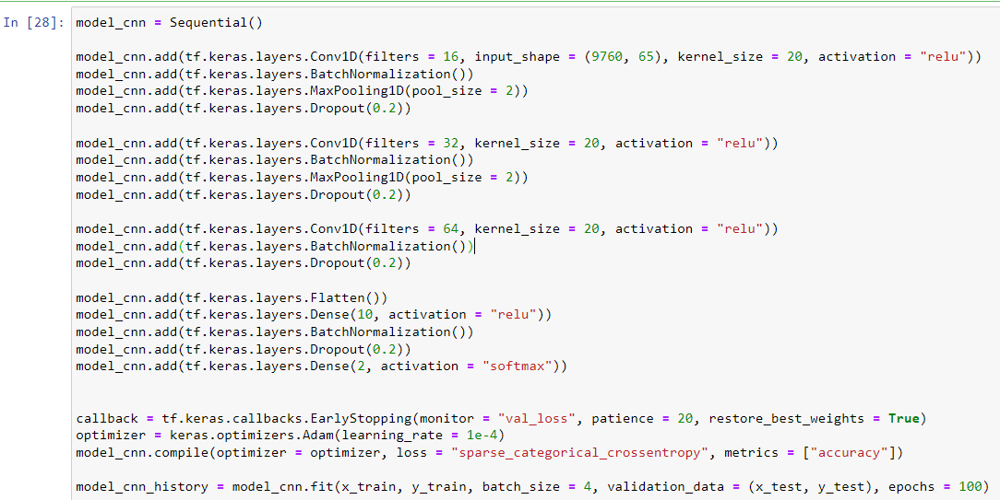 In [28]: model_cnn = Sequential()
model_cnn.add(tf.keras.layers.Conv1D(filters = 16, input_shape = (9760, 65), kernel_size = 20, activation = "relu"))
model_cnn.add(tf.keras.layers.BatchNormalization())
model_cnn.add(tf.keras.layers.MaxPooling1D(pool_size = 2))
model_cnn.add(tf.keras.layers.Dropout(0.2))
model_cnn.add(tf.keras.layers.Conv1D(filters = 32, kernel_size = 20, activation = "relu"))
model_cnn.add(tf.keras.layers.BatchNormalization())
model_cnn.add(tf.keras.layers.MaxPooling1D(pool_size = 2))
model_cnn.add(tf.keras.layers.Dropout(0.2))
model_cnn.add(tf.keras.layers.Conv1D(filters = 64, kernel_size = 20, activation = "relu"))
model_cnn.add(tf.keras.layers.BatchNormalization())
model_cnn.add(tf.keras.layers.Dropout(0.2))
model_cnn.add(tf.keras.layers.Flatten())
model_cnn.add(tf.keras.layers.Dense(10, activation = "relu"))
model_cnn.add(tf.keras.layers.BatchNormalization())
model_cnn.add(tf.keras.layers.Dropout(0.2))
model_cnn.add(tf.keras.layers.Dense(2, activation = "softmax"))
callback = tf.keras.callbacks.EarlyStopping(monitor = "val_loss", patience = 20, restore_best_weights = True)
optimizer = keras.optimizers.Adam(learning_rate = 1e-4)
model_cnn.compile(optimizer = optimizer, loss = "sparse_categorical_crossentropy", metrics = ["accuracy"])
model_cnn_history = model_cnn.fit(x_train, y_train, batch_size = 4, validation_data = (x_test, y_test), epochs = 100)